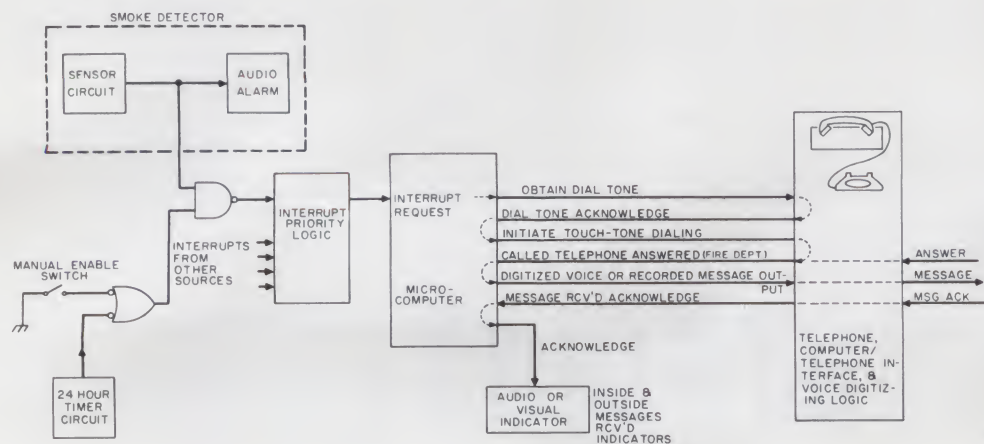 SMOKE DETECTOR
SENSOR
CIRCUIT
AUDIO
ALARM
INTERRUPT
PRIORITY
LOGIC
INTERRUPTS
FROM
OTHER
SOURCES
MANUAL ENABLE
SWITCH
24 HOUR
TIMER
CIRCUIT
INTERRUPT
REQUEST
MICRO-
COMPUTER
OBTAIN DIAL TONE
DIAL TONE ACKNOWLEDGE
INITIATE TOUCH-TONE DIALING
CALLED TELEPHONE ANSWERED (FIRE DEPT.)
DIGITIZED VOICE OR RECORDED MESSAGE OUT-
PUT
MESSAGE RCV'D ACKNOWLEDGE
ACKNOWLEDGE
AUDIO OR
VISUAL
INDICATOR
INSIDE &
OUTSIDE
MESSAGES
RCV'D
INDICATORS
ANSWER
MESSAGE
MSG ACK
TELEPHONE,
COMPUTER/
TELEPHONE IN-
TERFACE, &
VOICE DIGITIZ-
ING LOGIC